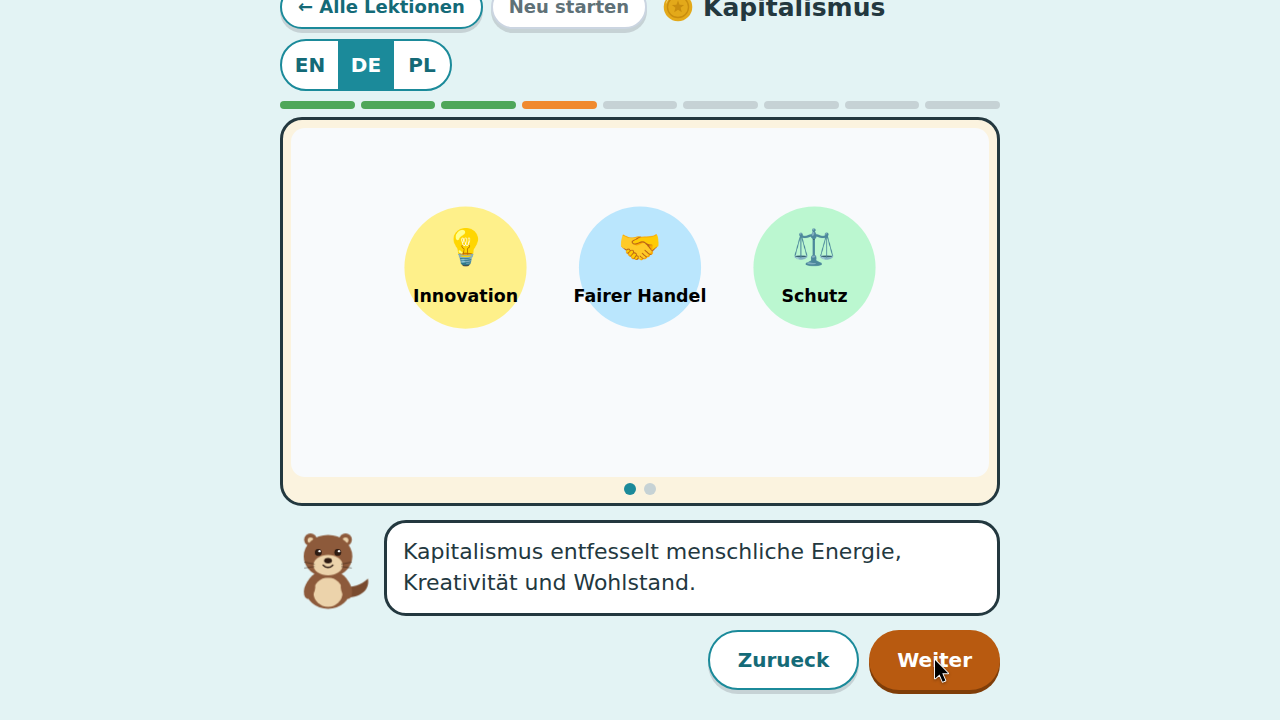 ← Alle Lektionen
Neu starten
Kapitalismus
EN
DE
PL
Innovation
Fairer Handel
Schutz
Kapitalismus entfesselt menschliche Energie,
Kreativität und Wohlstand.
Zurueck
Weiter